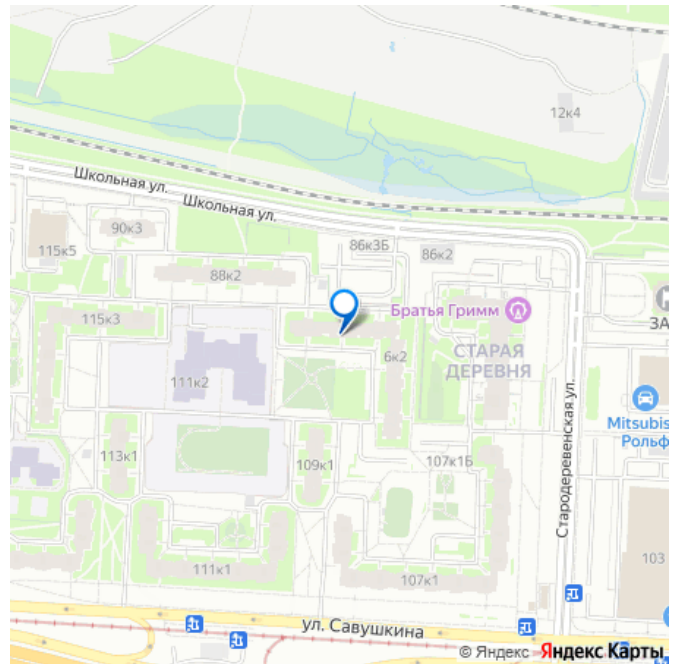 12к4
Школьная ул.
Школьная ул.
90к3
115к5
86к3Б
86к2
88к2
Братья Гримм
ЗА
115к3
6к2
СТАРАЯ
ДЕРЕВНЯ
111к2
Стародеревенская ул.
Mitsubis
Рольф
113к1
109к1
107к1Б
103
111к1
107к1
ул. Савушкина
© Яндекс Яндекс Карты